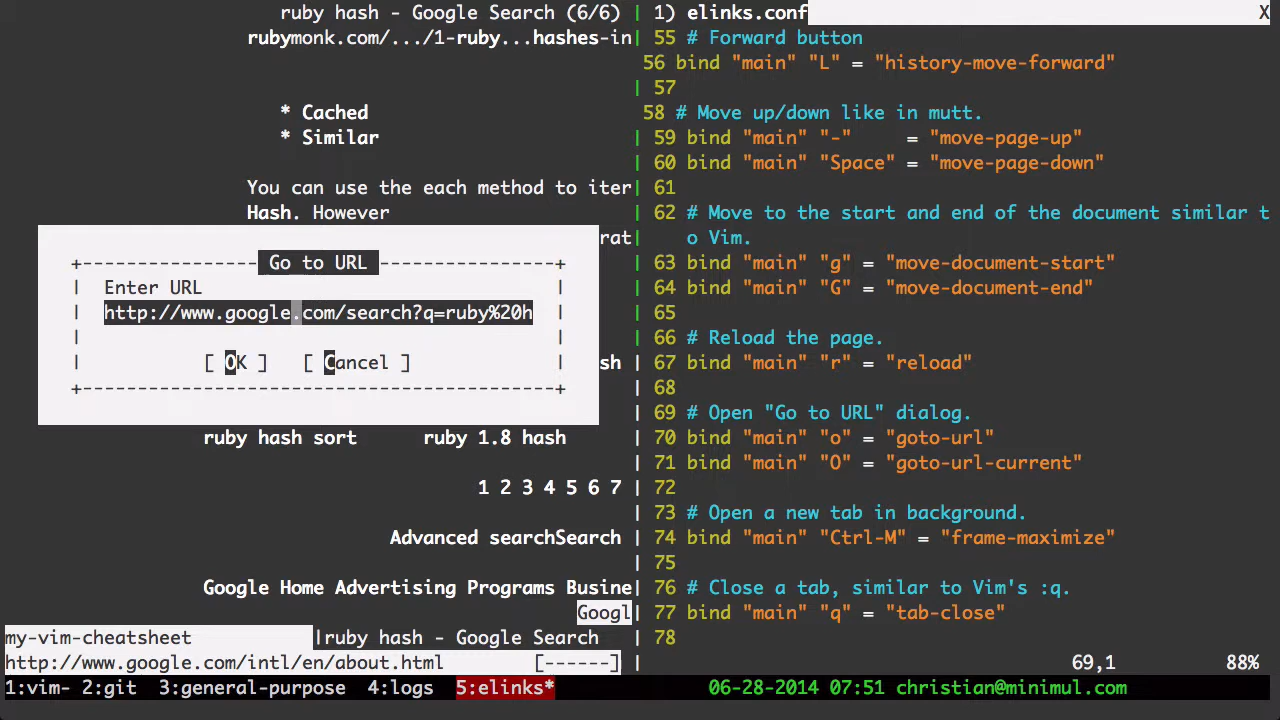 ruby hash - Google Search (6/6)
rubymonk.com/.../1-ruby...hashes-in
* Cached
* Similar
You can use the each method to iter
Hash. However
rat
+---------------- Go to URL ----------------+
| Enter URL |
| http://www.google.com/search?q=ruby%20h |
| |
| [ OK ] [ Cancel ] |
+-------------------------------------------+
sh
ruby hash sort ruby 1.8 hash
1 2 3 4 5 6 7
Advanced searchSearch
Google Home Advertising Programs Busine
Googl
my-vim-cheatsheet |ruby hash - Google Search
http://www.google.com/intl/en/about.html [------]
1) elinks.conf X
55 # Forward button
56 bind "main" "L" = "history-move-forward"
57
58 # Move up/down like in mutt.
59 bind "main" "-" = "move-page-up"
60 bind "main" "Space" = "move-page-down"
61
62 # Move to the start and end of the document similar t
o Vim.
63 bind "main" "g" = "move-document-start"
64 bind "main" "G" = "move-document-end"
65
66 # Reload the page.
67 bind "main" "r" = "reload"
68
69 # Open "Go to URL" dialog.
70 bind "main" "o" = "goto-url"
71 bind "main" "O" = "goto-url-current"
72
73 # Open a new tab in background.
74 bind "main" "Ctrl-M" = "frame-maximize"
75
76 # Close a tab, similar to Vim's :q.
77 bind "main" "q" = "tab-close"
78
69,1 88%
1:vim- 2:git 3:general-purpose 4:logs 5:elinks* 06-28-2014 07:51 christian@minimul.com